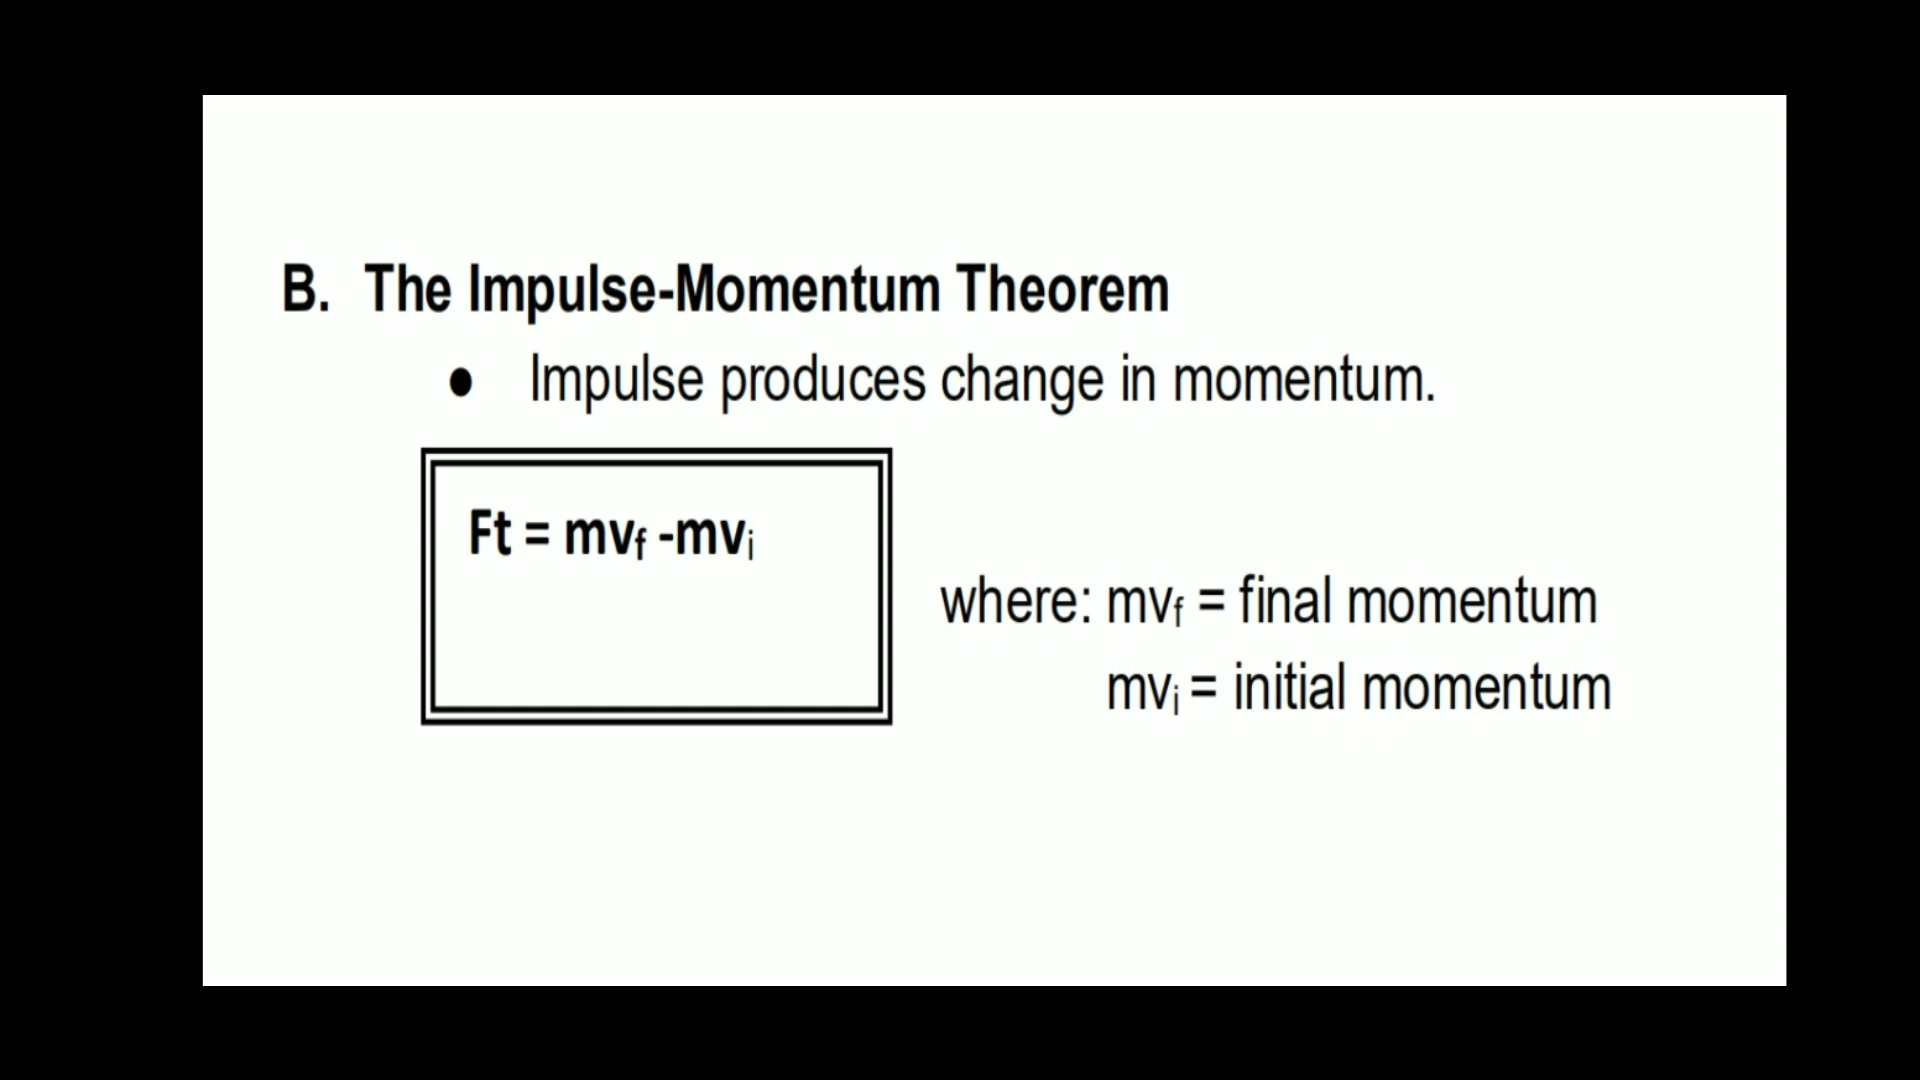 B. The Impulse-Momentum Theorem
● Impulse produces change in momentum.
Ft = mvf -mvi
where: mvf = final momentum
mvi = initial momentum